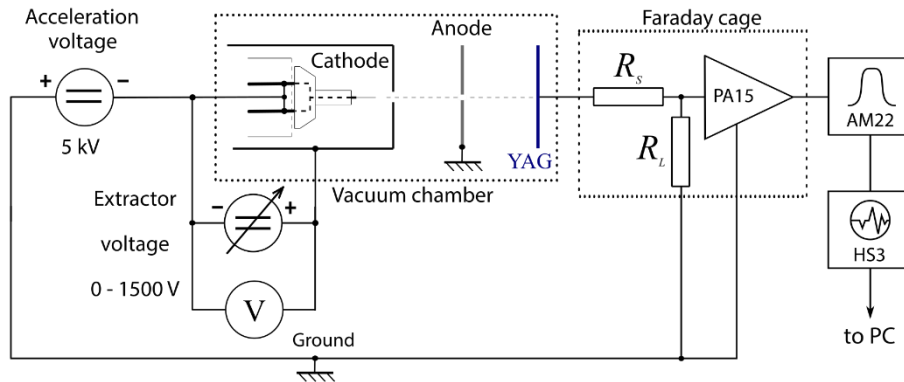 Acceleration
voltage
+
−
5 kV
Cathode
Anode
YAG
Vacuum chamber
Faraday cage
R_S
R_L
PA15
AM22
HS3
to PC
Extractor
voltage
0 - 1500 V
−
+
V
Ground